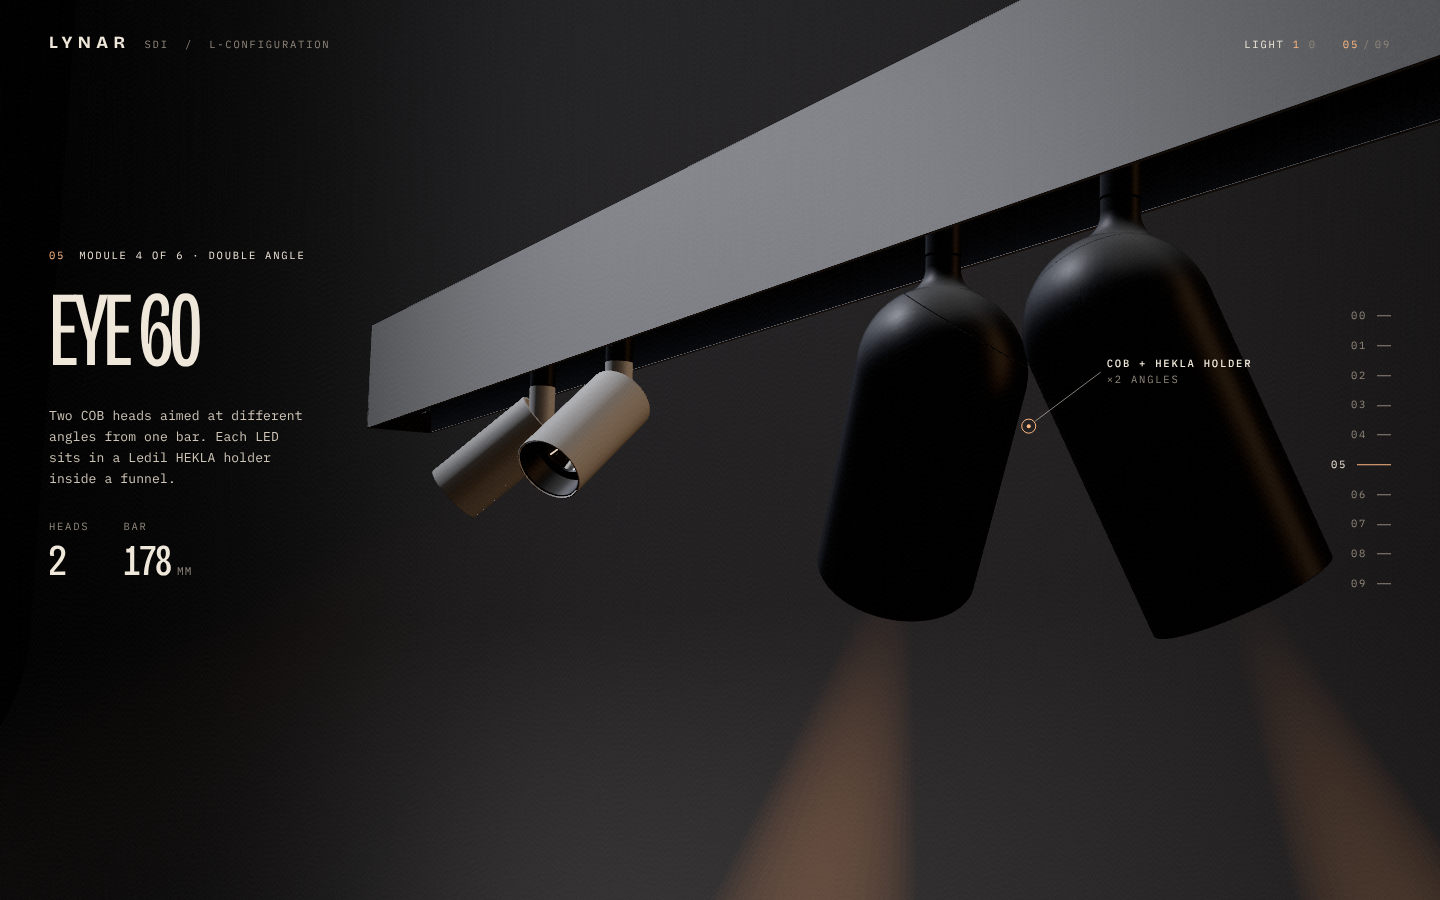 LYNAR SDI / L-CONFIGURATION
LIGHT 1 0 05 / 09
05 MODULE 4 OF 6 · DOUBLE ANGLE
EYE 60
Two COB heads aimed at different
angles from one bar. Each LED
sits in a Ledil HEKLA holder
inside a funnel.
HEADS BAR
2 178 MM
COB + HEKLA HOLDER
×2 ANGLES
00
01
02
03
04
05
06
07
08
09